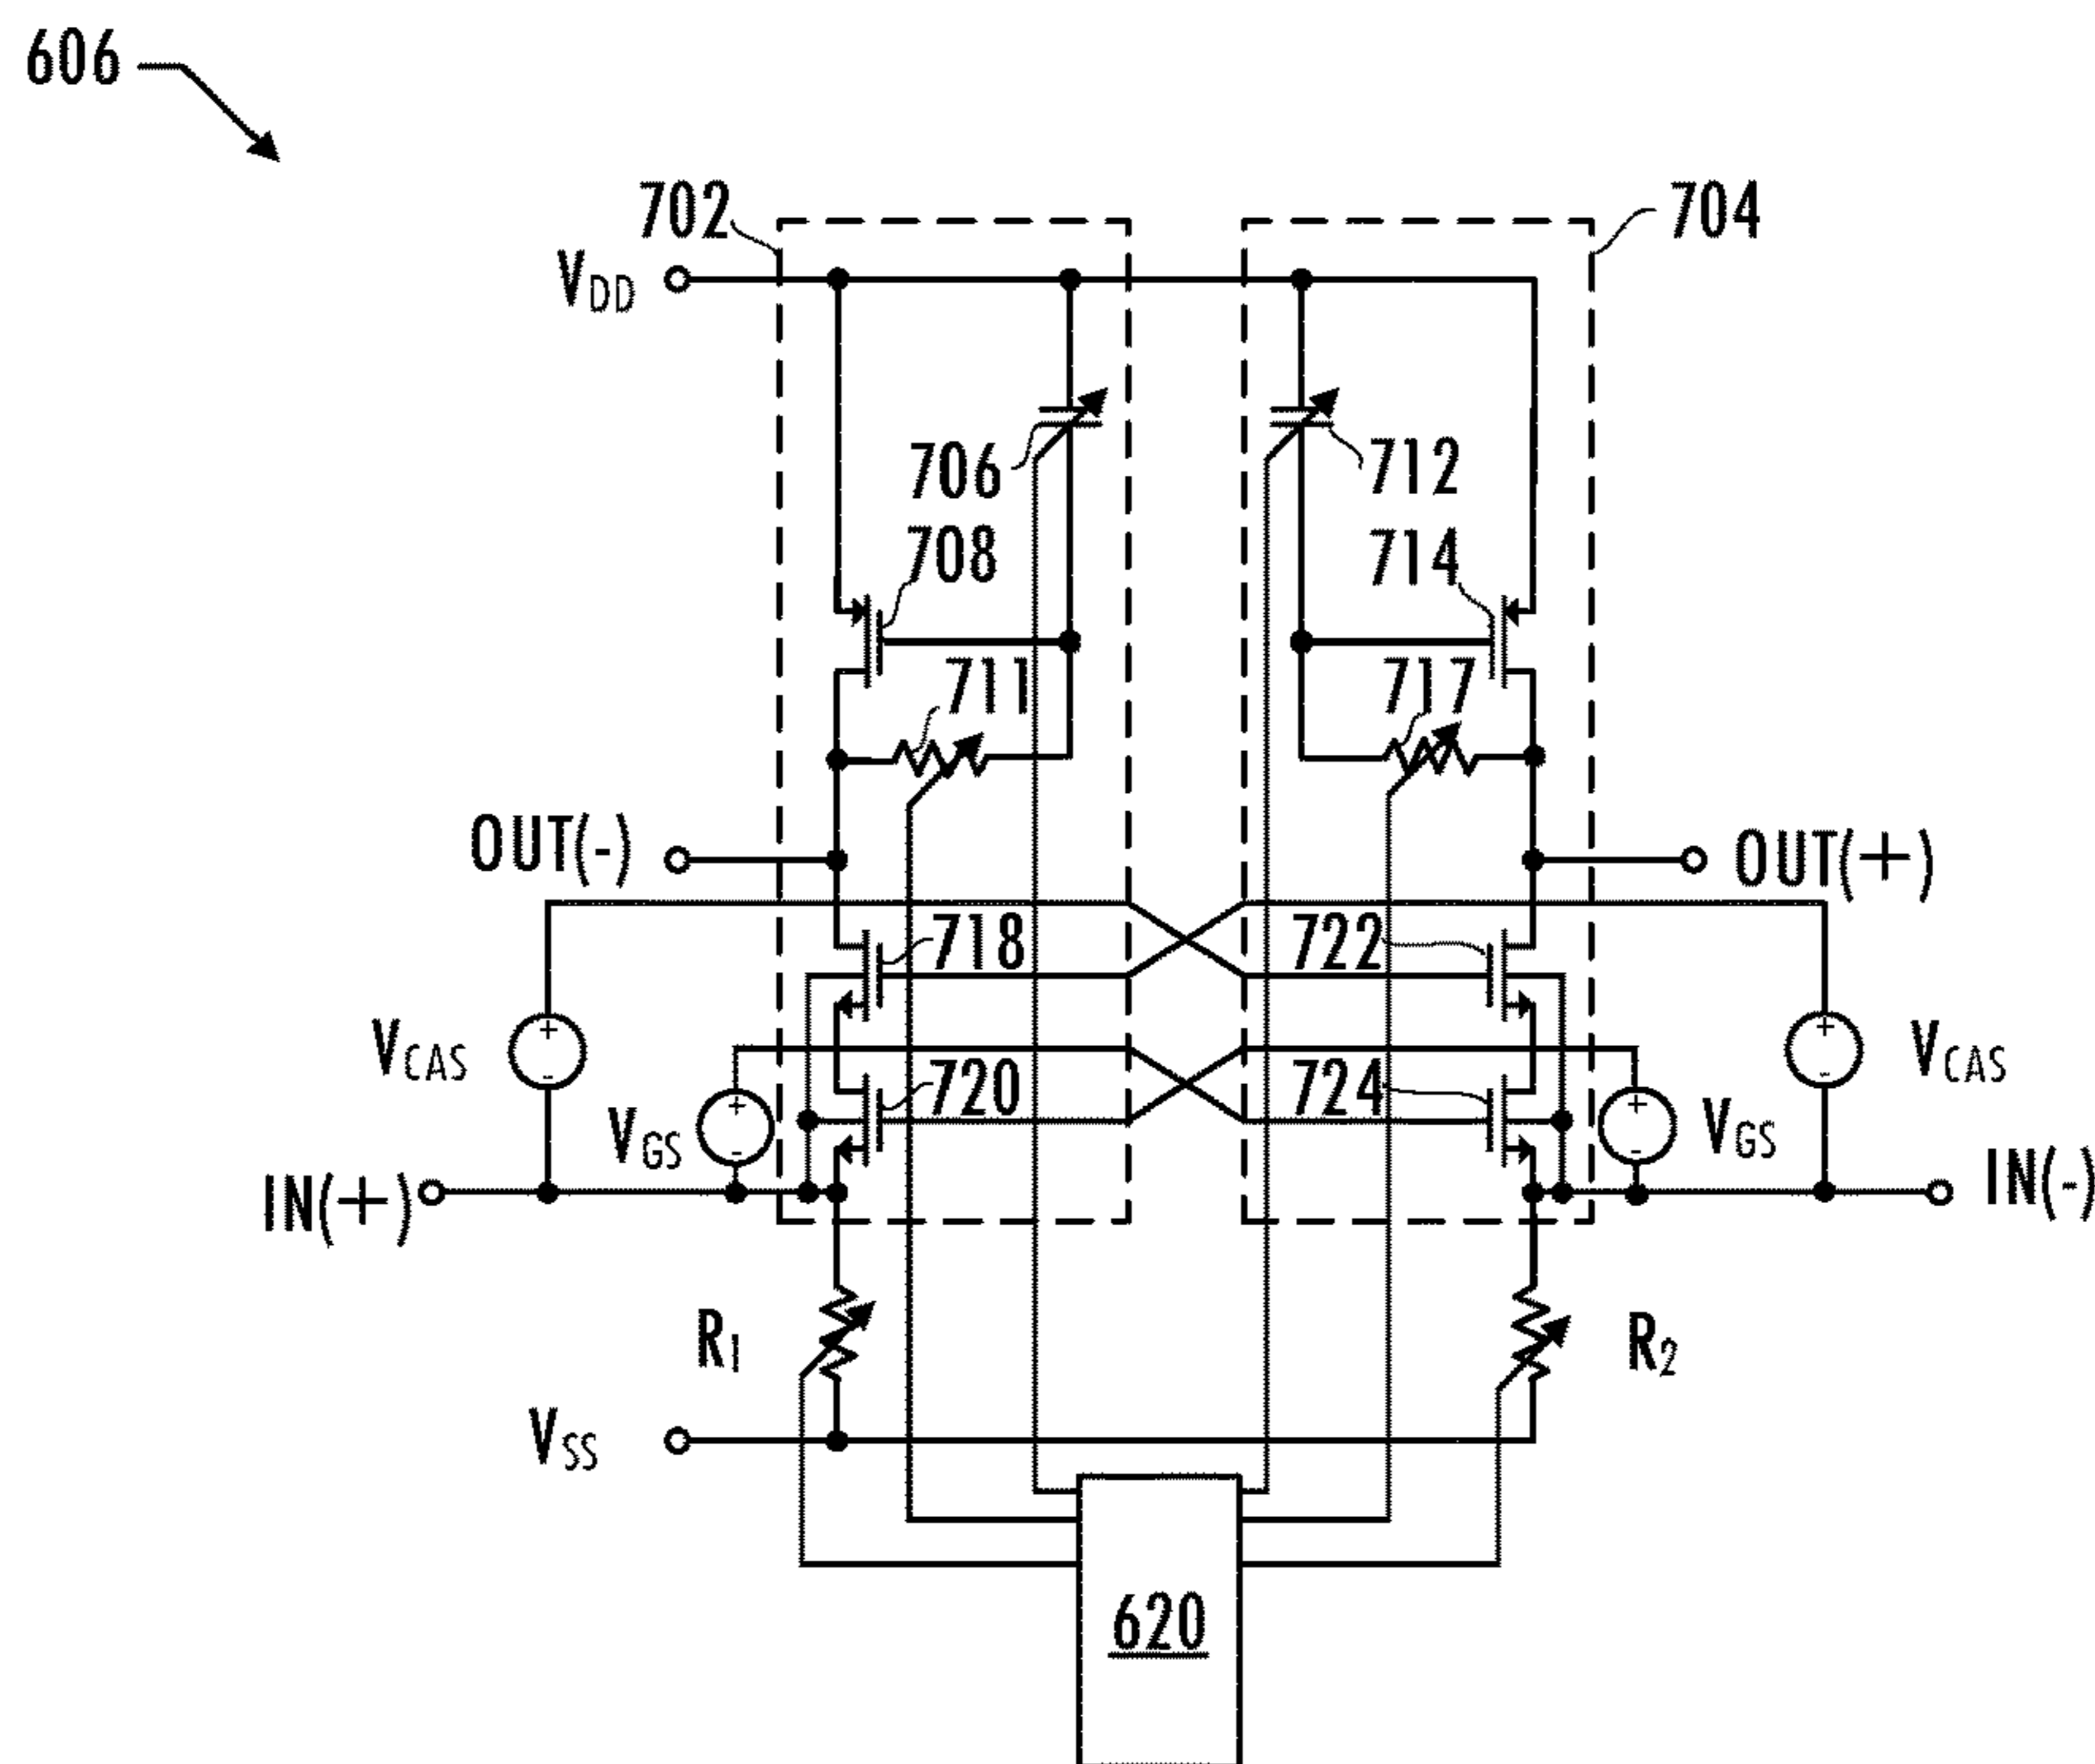 606
702
704
VDD
706
712
708
714
711
717
OUT(-)
OUT(+)
718
722
VCAS
+
-
+
-
VCAS
720
724
VGS
+
-
+
-
VGS
IN(+)
IN(-)
R1
R2
VSS
620